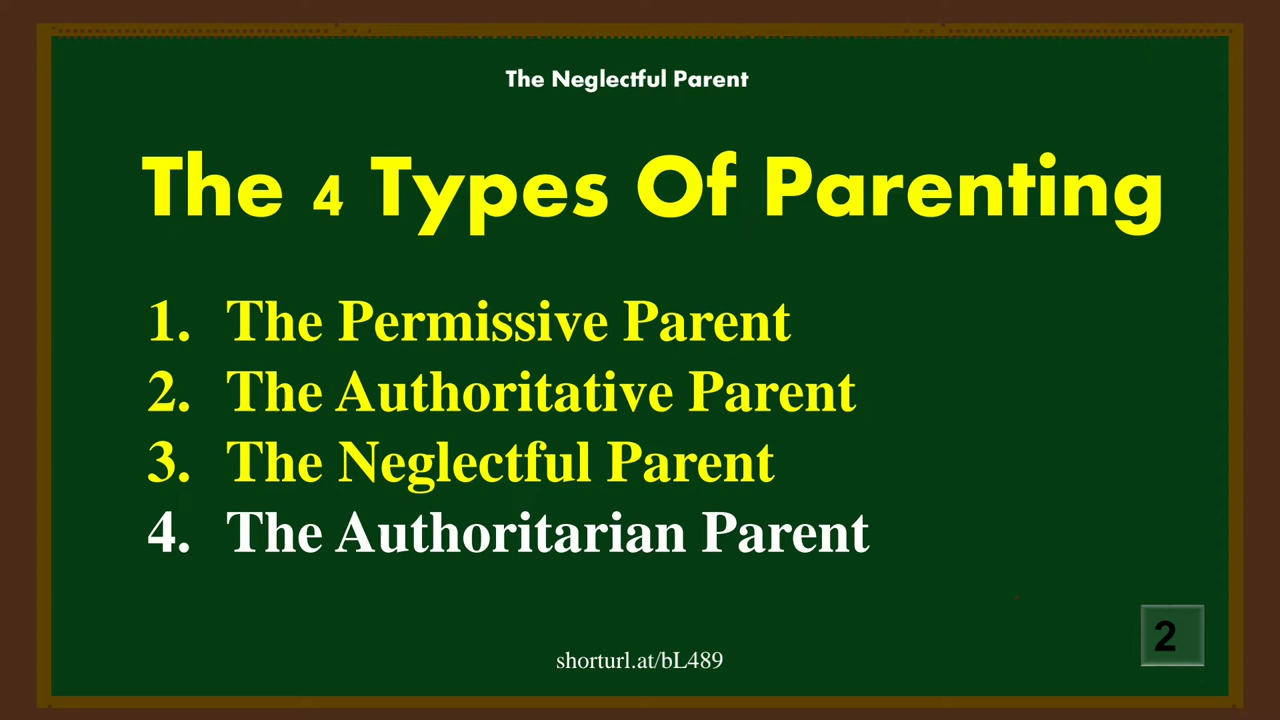 The Neglectful Parent
The 4 Types Of Parenting
1. The Permissive Parent
2. The Authoritative Parent
3. The Neglectful Parent
4. The Authoritarian Parent
2
shorturl.at/bL489